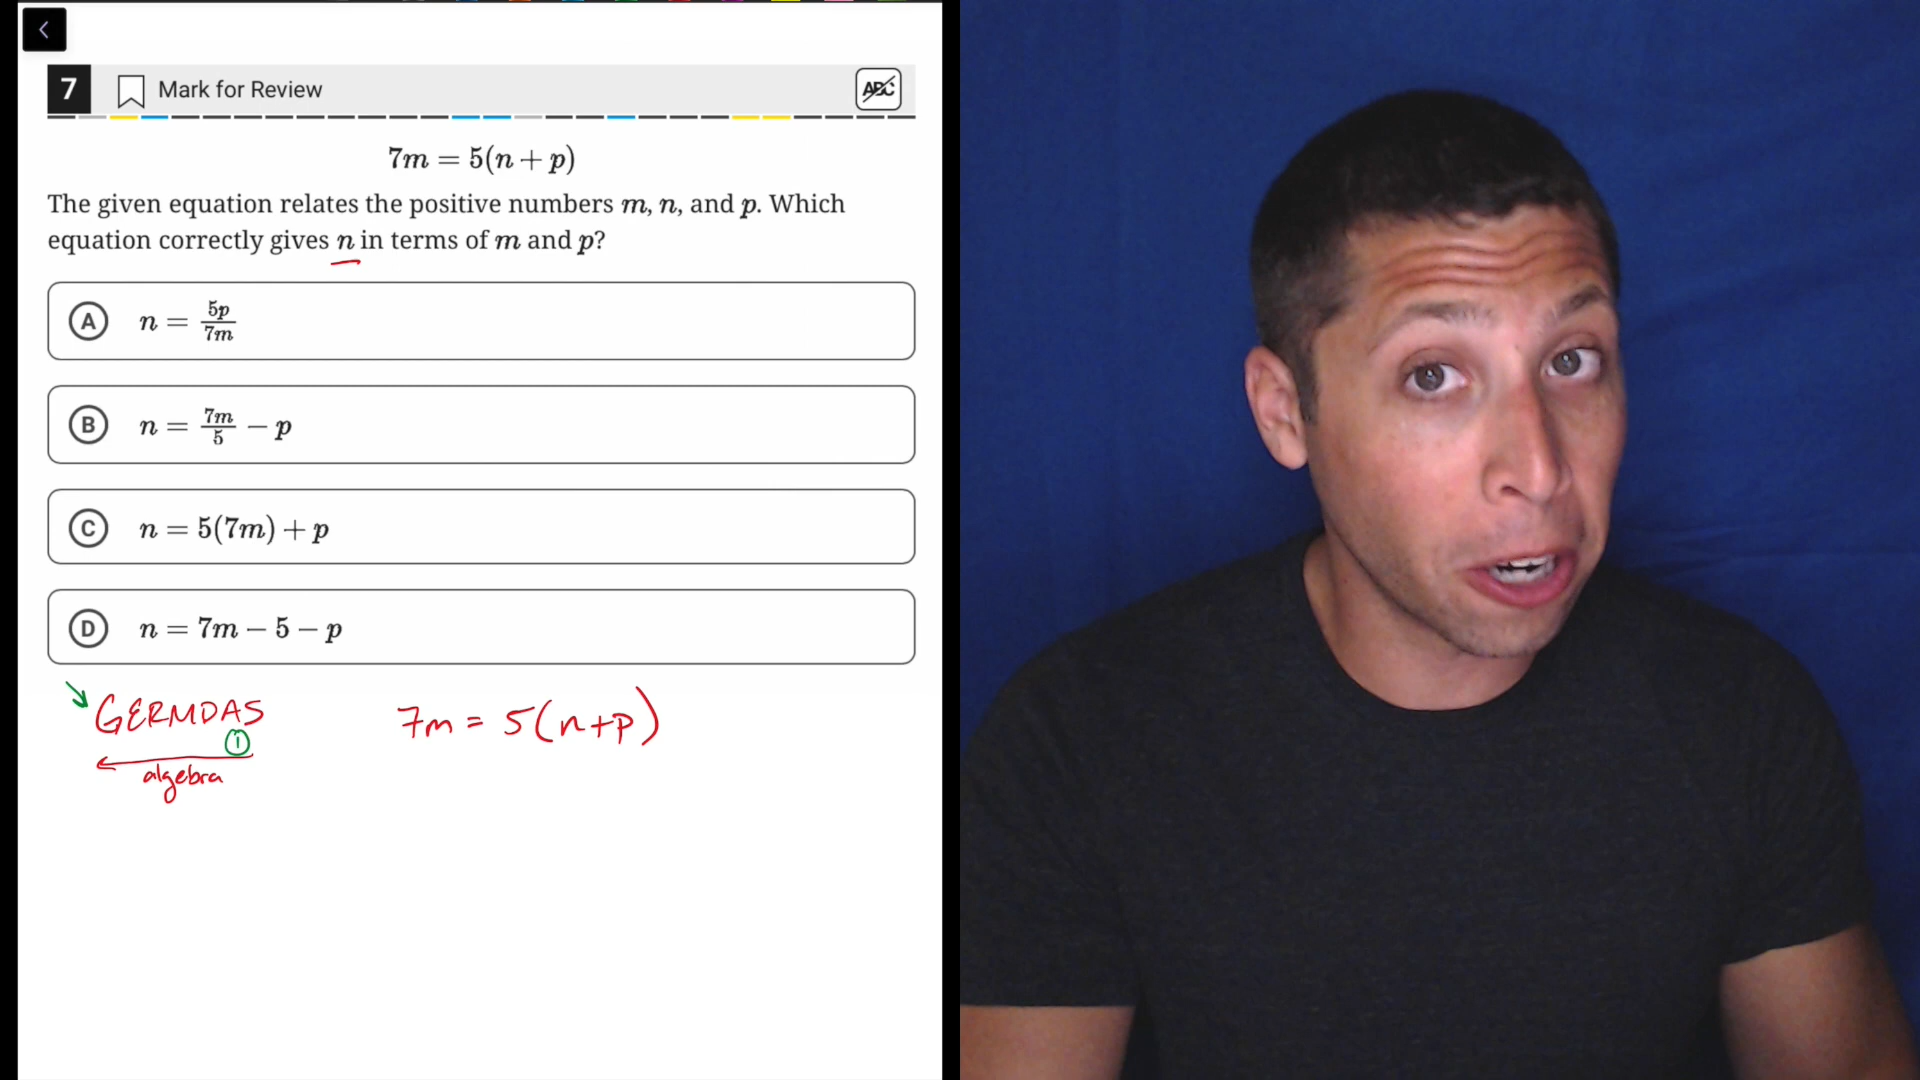 7 Mark for Review ABC
7m = 5(n + p)
The given equation relates the positive numbers m, n, and p. Which
equation correctly gives n in terms of m and p?
A n = 5p/7m
B n = 7m/5 − p
C n = 5(7m) + p
D n = 7m − 5 − p
GERMDAS 7m = 5(n+p)
1
algebra